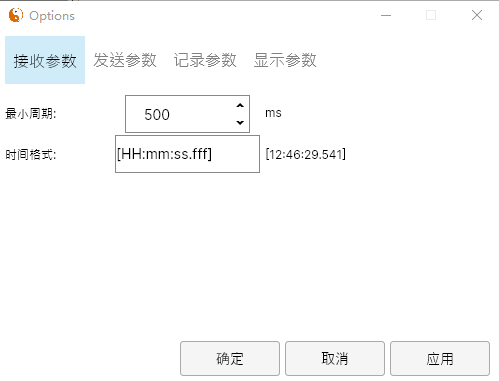 Options
接收参数 发送参数 记录参数 显示参数
最小周期: 500 ms
时间格式: [HH:mm:ss.fff] [12:46:29.541]
确定 取消 应用